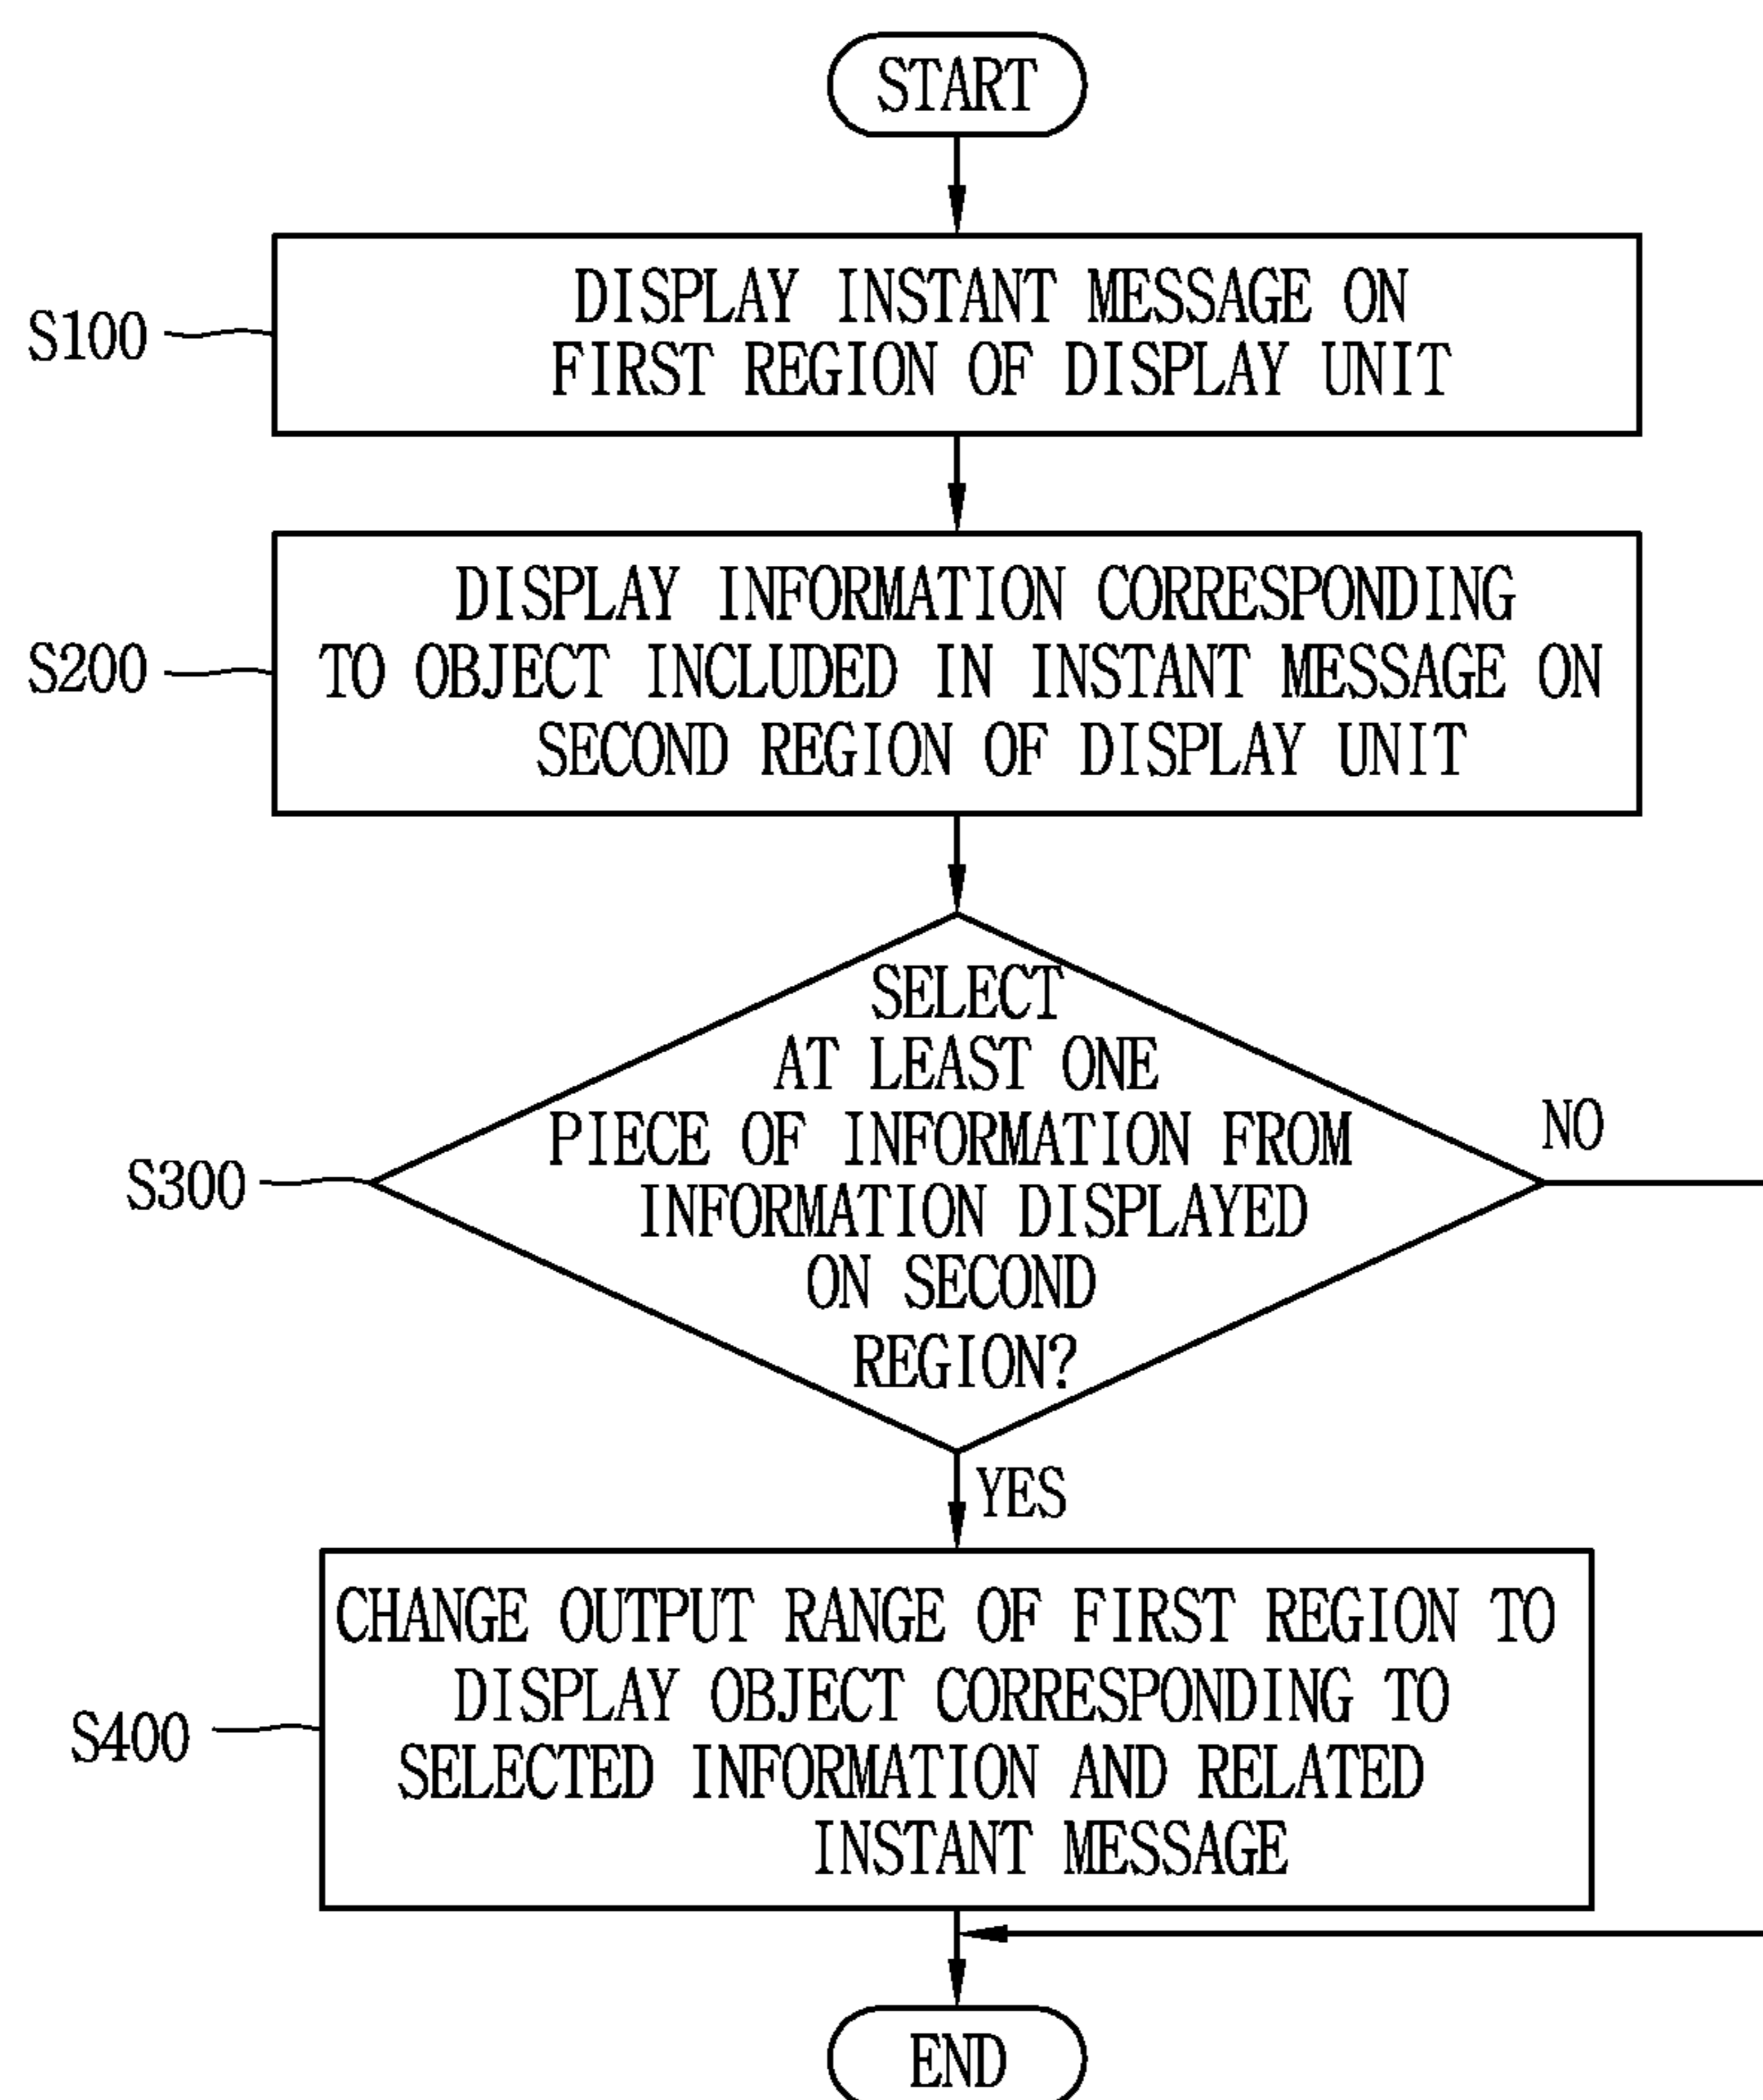 START
S100
DISPLAY INSTANT MESSAGE ON
FIRST REGION OF DISPLAY UNIT
S200
DISPLAY INFORMATION CORRESPONDING
TO OBJECT INCLUDED IN INSTANT MESSAGE ON
SECOND REGION OF DISPLAY UNIT
S300
SELECT
AT LEAST ONE
PIECE OF INFORMATION FROM
INFORMATION DISPLAYED
ON SECOND
REGION?
NO
YES
S400
CHANGE OUTPUT RANGE OF FIRST REGION TO
DISPLAY OBJECT CORRESPONDING TO
SELECTED INFORMATION AND RELATED
INSTANT MESSAGE
END